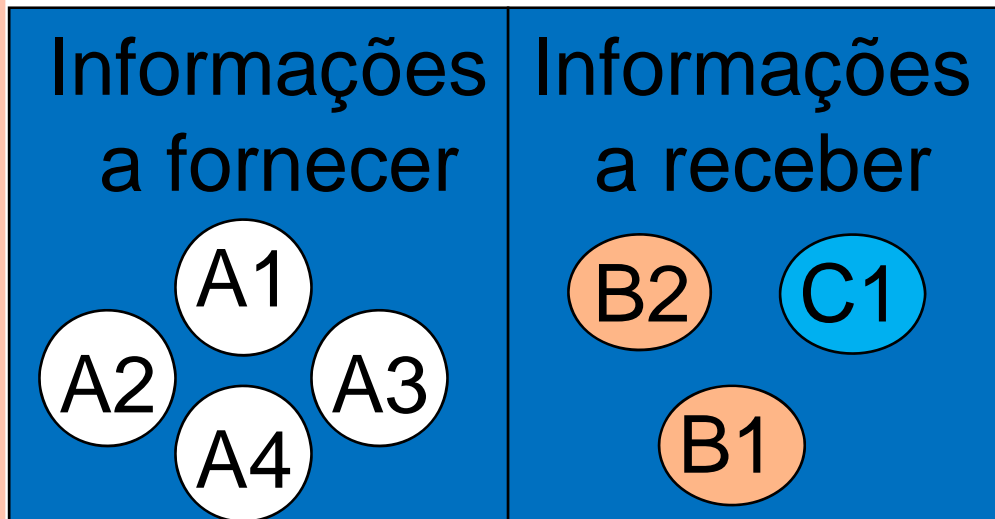 Informações
a fornecer
A1
A2
A3
A4
Informações
a receber
B2
C1
B1